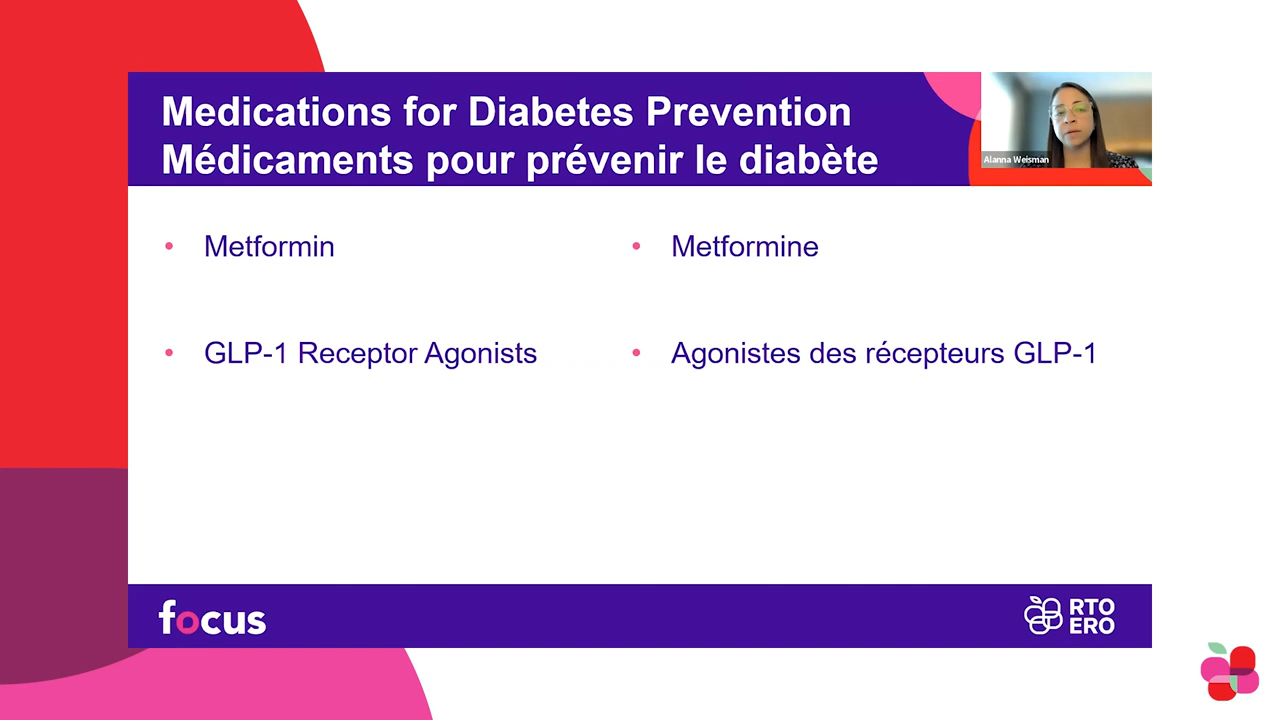 Medications for Diabetes Prevention
Médicaments pour prévenir le diabète
Alanna Weisman
• Metformin
• GLP-1 Receptor Agonists
• Metformine
• Agonistes des récepteurs GLP-1
focus
RTO
ERO